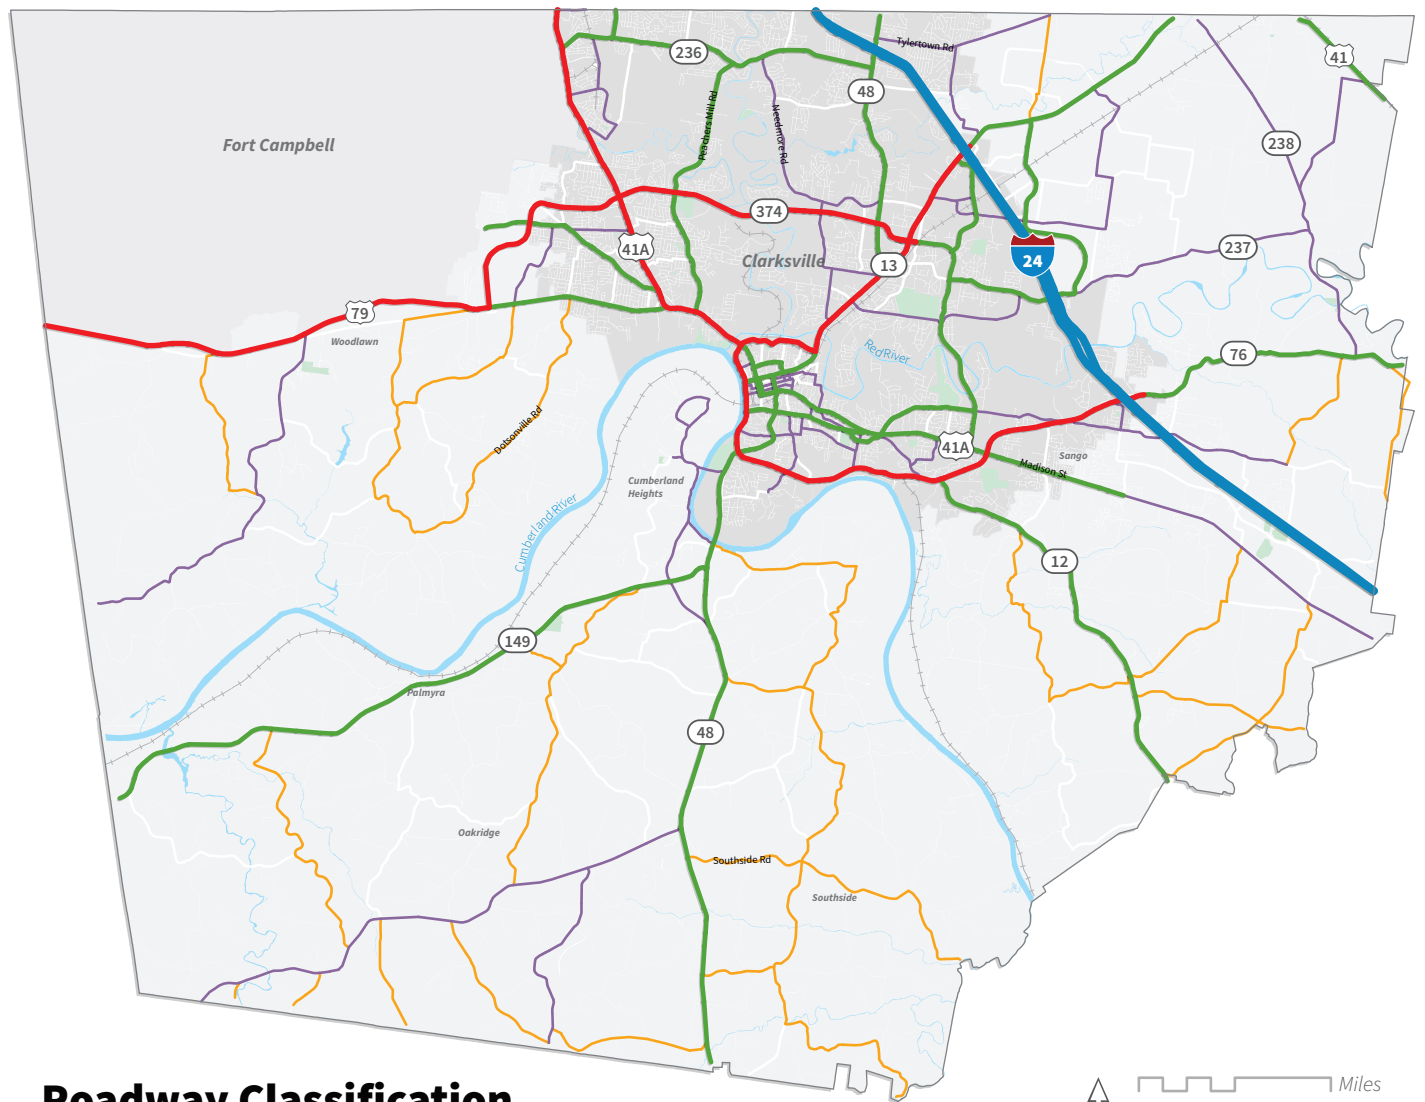 Tylertown Rd
236
41
48
Peachers Mill Rd
Needmore Rd
Fort Campbell
238
374
41A
237
Clarksville
24
13
79
Woodlawn
Red River
76
Dotsonville Rd
41A
Sango
Madison St
Cumberland
Heights
Cumberland River
12
149
Palmyra
48
Oakridge
Southside Rd
Southside
Roadway Classification
Miles